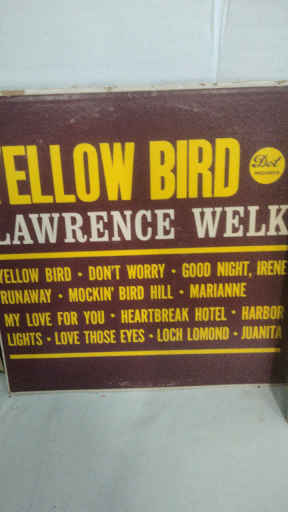 YELLOW BIRD
Dot
RECORDS
LAWRENCE WELK
YELLOW BIRD • DON'T WORRY • GOOD NIGHT, IRENE
RUNAWAY • MOCKIN' BIRD HILL • MARIANNE
MY LOVE FOR YOU • HEARTBREAK HOTEL • HARBOR
LIGHTS • LOVE THOSE EYES • LOCH LOMOND • JUANITA